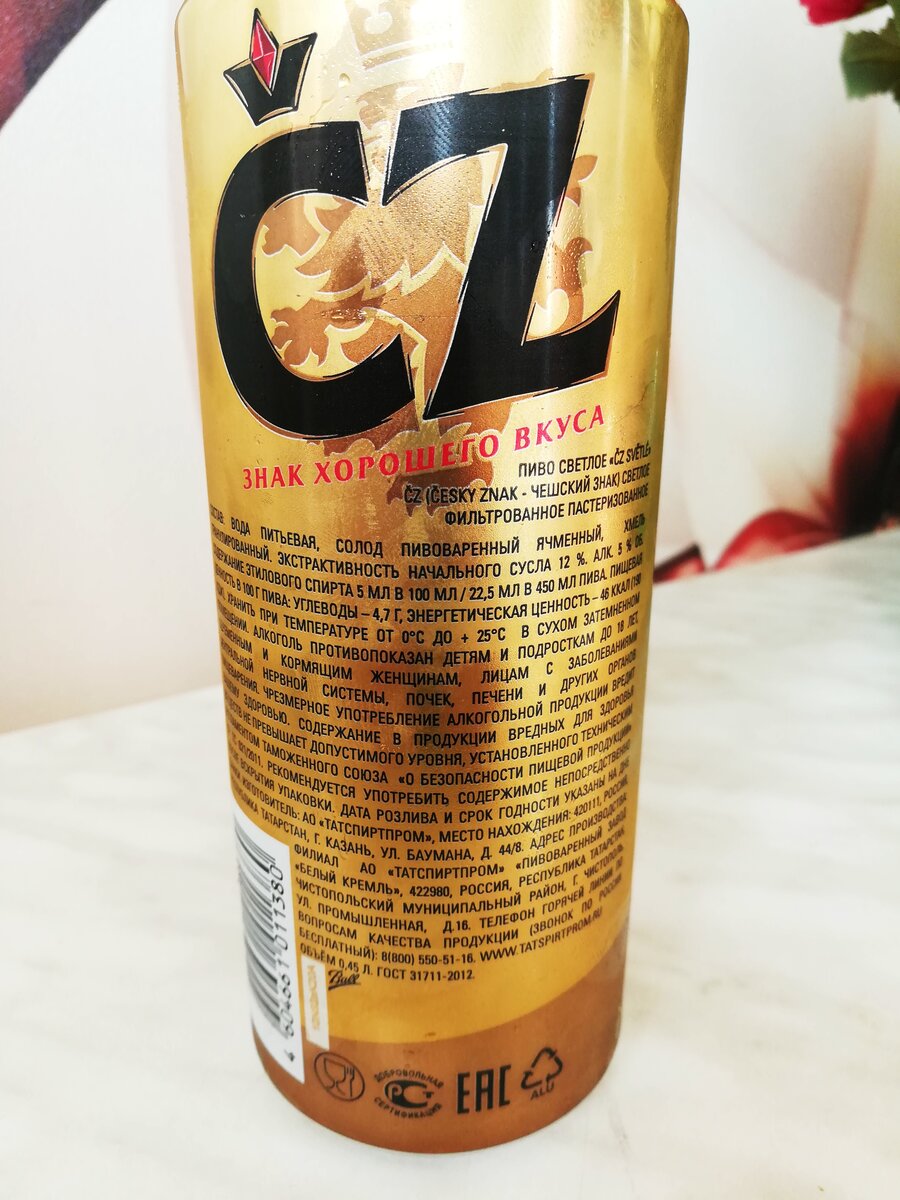 ČZ
ЗНАК ХОРОШЕГО ВКУСА
ПИВО СВЕТЛОЕ «ČZ SVĚTLÉ»
ČZ (ČESKY ZNAK - ЧЕШСКИЙ ЗНАК) СВЕТЛОЕ
ФИЛЬТРОВАННОЕ ПАСТЕРИЗОВАННОЕ
ВОДА ПИТЬЕВАЯ, СОЛОД ПИВОВАРЕННЫЙ ЯЧМЕННЫЙ, ХМЕЛЬ
ЭКСТРАКТИВНОСТЬ НАЧАЛЬНОГО СУСЛА 12 %. АЛК. 5 % ОБ.
ЭТИЛОВОГО СПИРТА 5 МЛ В 100 МЛ / 22,5 МЛ В 450 МЛ ПИВА. ПИЩЕВАЯ
В 100 Г ПИВА: УГЛЕВОДЫ – 4,7 Г, ЭНЕРГЕТИЧЕСКАЯ ЦЕННОСТЬ – 46 ККАЛ (190
ХРАНИТЬ ПРИ ТЕМПЕРАТУРЕ ОТ 0°С ДО + 25°С В СУХОМ ЗАТЕМНЕННОМ
АЛКОГОЛЬ ПРОТИВОПОКАЗАН ДЕТЯМ И ПОДРОСТКАМ ДО 18 ЛЕТ,
И КОРМЯЩИМ ЖЕНЩИНАМ, ЛИЦАМ С ЗАБОЛЕВАНИЯМИ
НЕРВНОЙ СИСТЕМЫ, ПОЧЕК, ПЕЧЕНИ И ДРУГИХ ОРГАНОВ
ЧРЕЗМЕРНОЕ УПОТРЕБЛЕНИЕ АЛКОГОЛЬНОЙ ПРОДУКЦИИ ВРЕДИТ
ЗДОРОВЬЮ. СОДЕРЖАНИЕ В ПРОДУКЦИИ ВРЕДНЫХ ДЛЯ ЗДОРОВЬЯ
НЕ ПРЕВЫШАЕТ ДОПУСТИМОГО УРОВНЯ, УСТАНОВЛЕННОГО ТЕХНИЧЕСКИМ
ТАМОЖЕННОГО СОЮЗА «О БЕЗОПАСНОСТИ ПИЩЕВОЙ ПРОДУКЦИИ»
РЕКОМЕНДУЕТСЯ УПОТРЕБИТЬ СОДЕРЖИМОЕ НЕПОСРЕДСТВЕННО
ВСКРЫТИЯ УПАКОВКИ. ДАТА РОЗЛИВА И СРОК ГОДНОСТИ УКАЗАНЫ НА ДНЕ
ИЗГОТОВИТЕЛЬ: АО «ТАТСПИРТПРОМ», МЕСТО НАХОЖДЕНИЯ: 420111, РОССИЯ,
ТАТАРСТАН, Г. КАЗАНЬ, УЛ. БАУМАНА, Д. 44/8. АДРЕС ПРОИЗВОДСТВА
ФИЛИАЛ АО «ТАТСПИРТПРОМ» «ПИВОВАРЕННЫЙ ЗАВОД
«БЕЛЫЙ КРЕМЛЬ», 422980, РОССИЯ, РЕСПУБЛИКА ТАТАРСТАН,
ЧИСТОПОЛЬСКИЙ МУНИЦИПАЛЬНЫЙ РАЙОН, Г. ЧИСТОПОЛЬ,
УЛ. ПРОМЫШЛЕННАЯ, Д.16. ТЕЛЕФОН ГОРЯЧЕЙ ЛИНИИ ПО
ВОПРОСАМ КАЧЕСТВА ПРОДУКЦИИ (ЗВОНОК ПО РОССИИ
БЕСПЛАТНЫЙ): 8(800) 550-51-16. WWW.TATSPIRTPROM.RU
ОБЪЁМ 0,45 Л. ГОСТ 31711-2012.
Ball
4 604681 011380
ДОБРОВОЛЬНАЯ
РСТ
СЕРТИФИКАЦИЯ
EAC
ALU